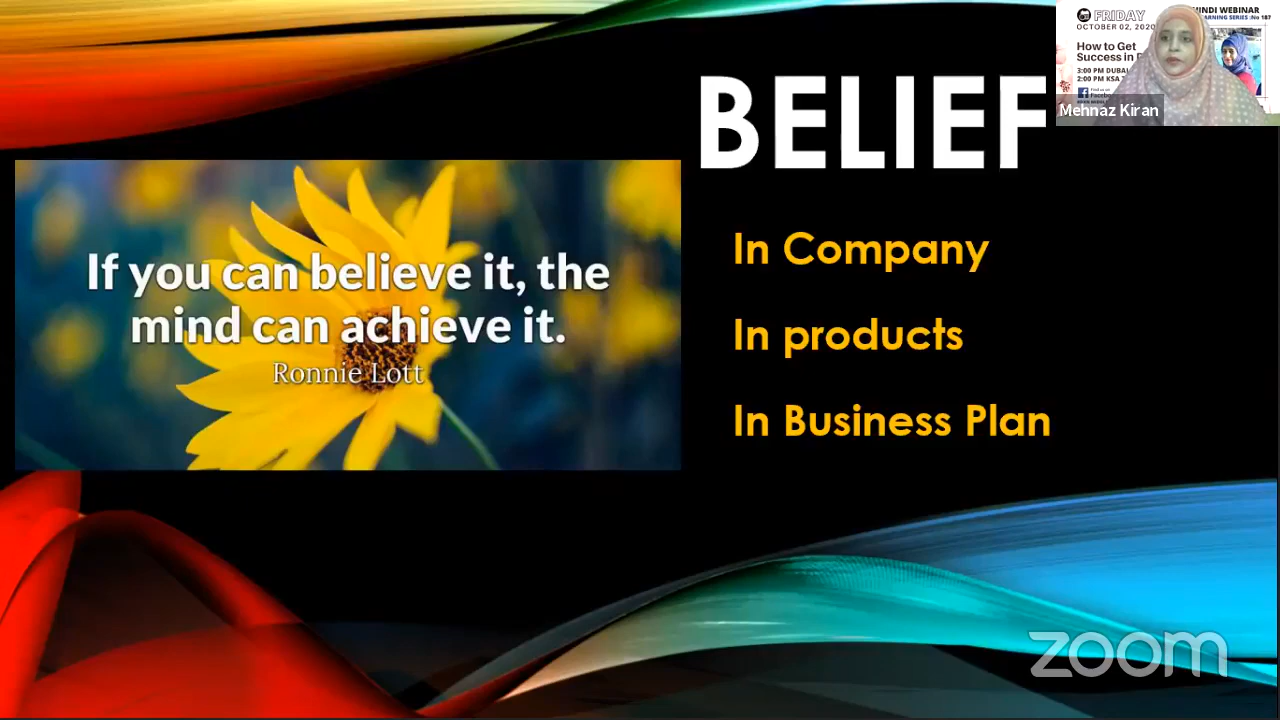 BELIEF
If you can believe it, the
mind can achieve it.
Ronnie Lott
In Company
In products
In Business Plan
FRIDAY
OCTOBER 02, 2020
HINDI WEBINAR
How to Get
Success in
3:00 PM DUBAI
2:00 PM KSA
Mehnaz Kiran
zoom